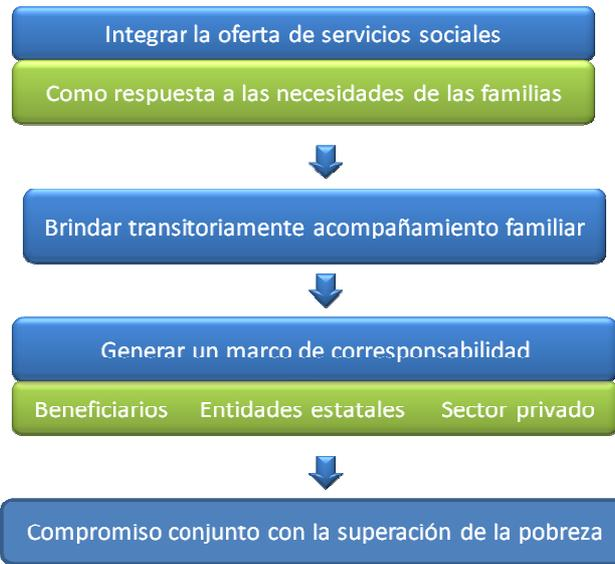 Integrar la oferta de servicios sociales
Como respuesta a las necesidades de las familias
Brindar transitoriamente acompañamiento familiar
Generar un marco de corresponsabilidad
Beneficiarios Entidades estatales Sector privado
Compromiso conjunto con la superación de la pobreza